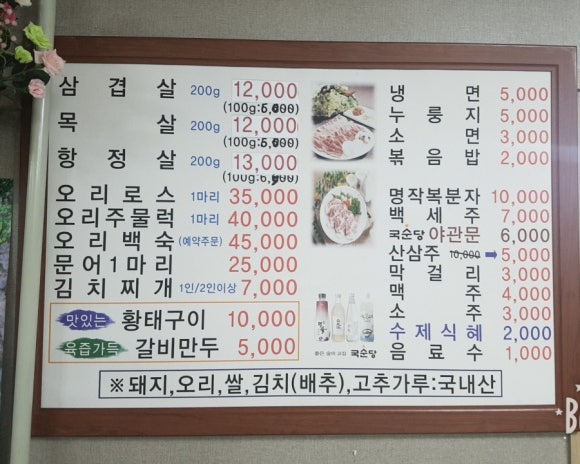 삼겹살 200g 12,000
(100g:6,000)
목살 200g 12,000
항정살 200g 13,000
오리로스 1마리 35,000
오리주물럭 1마리 40,000
오리백숙 (예약주문) 45,000
문어1마리 25,000
김치찌개 1인/2인이상 7,000
맛있는 황태구이 10,000
육즙가득 갈비만두 5,000
냉면 5,000
누룽지 5,000
소면 3,000
볶음밥 2,000
명작복분자 10,000
백세주 7,000
국순당 야관문 6,000
산삼주 10,000 ➡ 5,000
막걸리 3,000
맥주 4,000
소주 3,000
수제식혜 2,000
음료수 1,000
좋은 술의 고집 국순당
※돼지,오리,쌀,김치(배추),고추가루:국내산